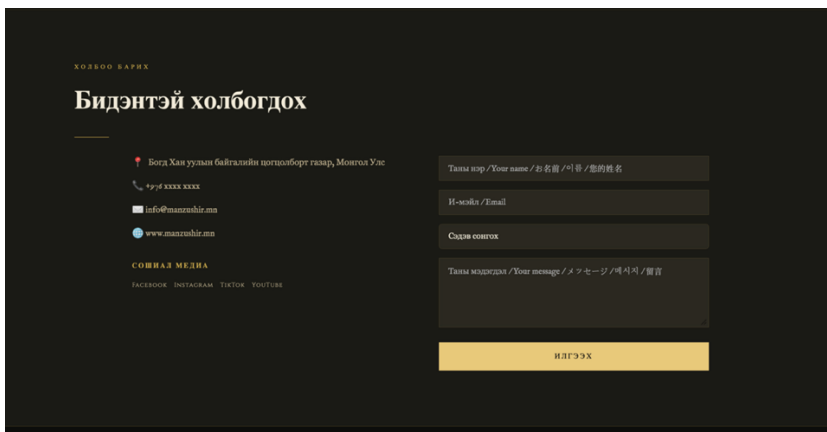 ХОЛБОО БАРИХ
Бидэнтэй холбогдох
Богд Хан уулын байгалийн цогцолборт газар, Монгол Улс
+976 xxxx xxxx
info@manzushir.mn
www.manzushir.mn
СОШИАЛ МЕДИА
Facebook Instagram TikTok YouTube
Таны нэр / Your name / お名前 / 이름 / 您的姓名
И-мэйл / Email
Сэдэв сонгох
Таны мэдэгдэл / Your message / メッセージ / 메시지 / 留言
ИЛГЭЭХ